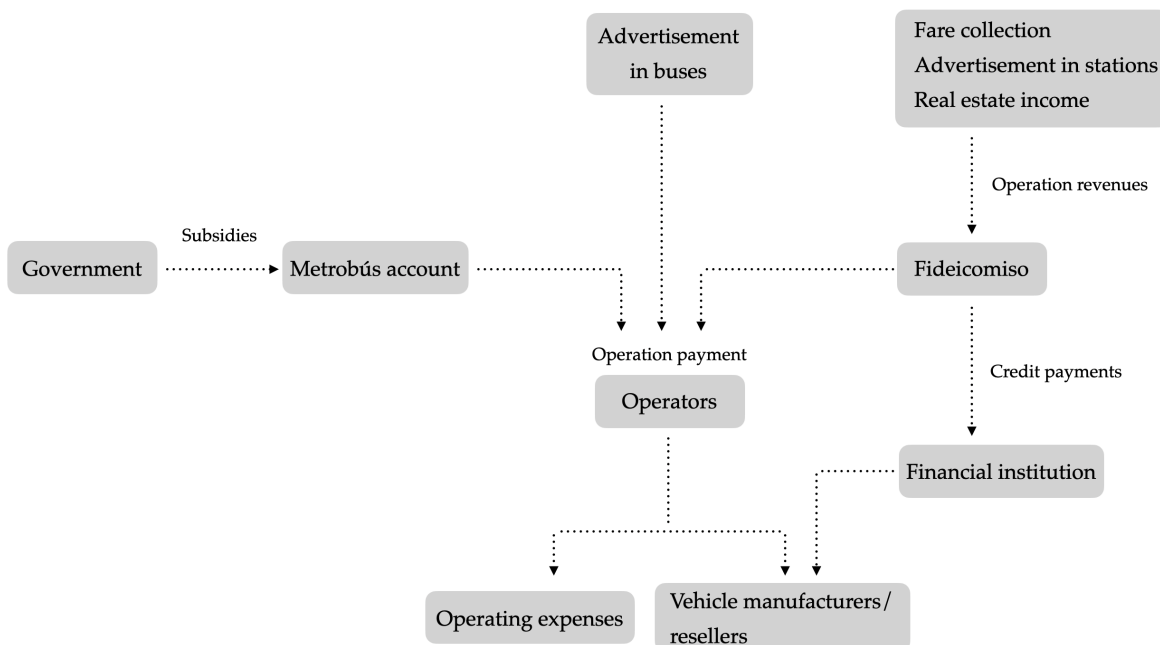 Advertisement
in buses
Fare collection
Advertisement in stations
Real estate income
Operation revenues
Subsidies
Government
Metrobús account
Fideicomiso
Operation payment
Credit payments
Operators
Financial institution
Operating expenses
Vehicle manufacturers/
resellers